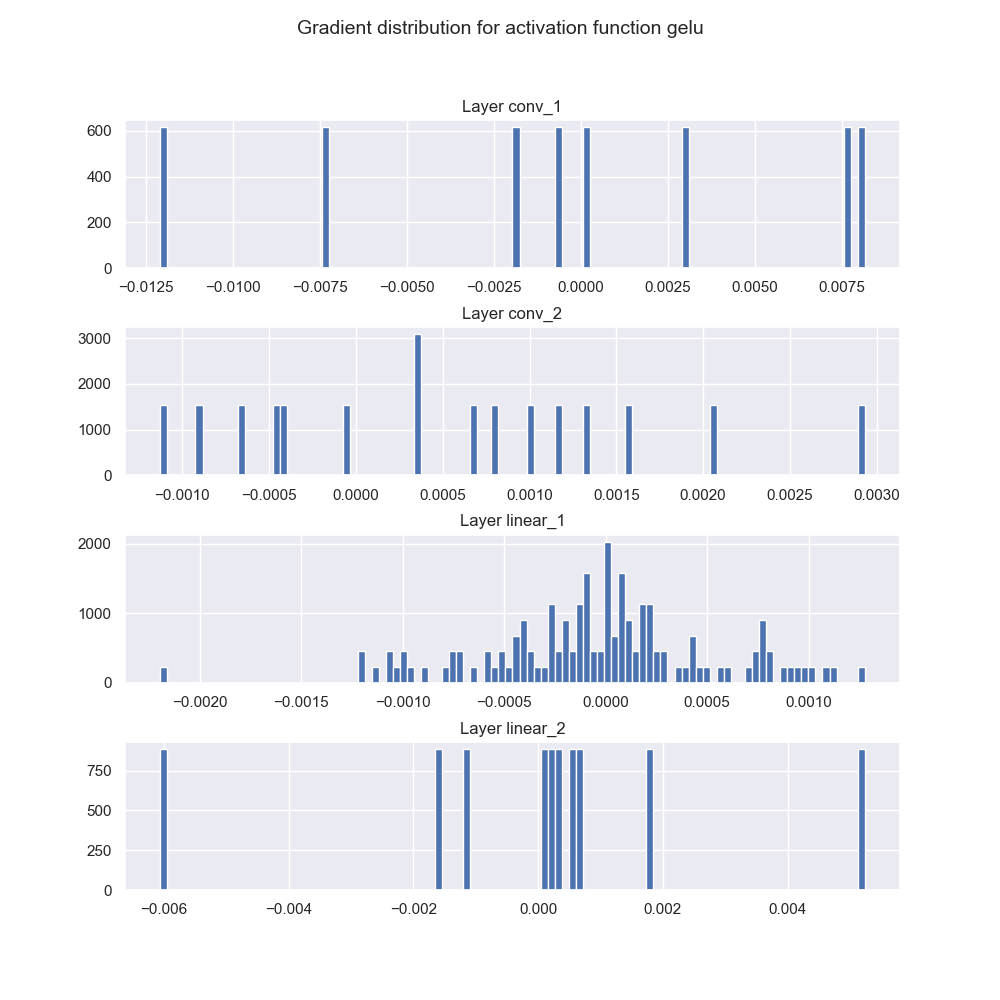 Gradient distribution for activation function gelu
Layer conv_1
600
400
200
0
−0.0125 −0.0100 −0.0075 −0.0050 −0.0025 0.0000 0.0025 0.0050 0.0075
Layer conv_2
3000
2000
1000
0
−0.0010 −0.0005 0.0000 0.0005 0.0010 0.0015 0.0020 0.0025 0.0030
Layer linear_1
2000
1000
0
−0.0020 −0.0015 −0.0010 −0.0005 0.0000 0.0005 0.0010
Layer linear_2
750
500
250
0
−0.006 −0.004 −0.002 0.000 0.002 0.004